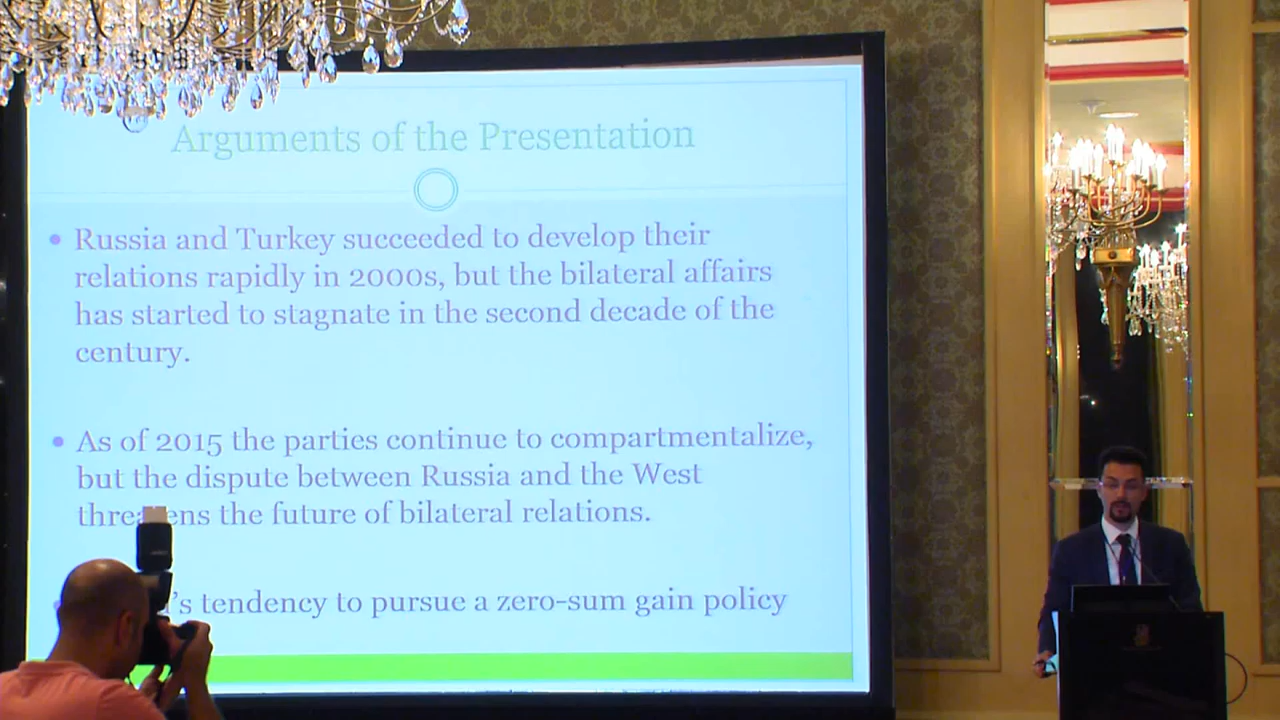 Arguments of the Presentation
• Russia and Turkey succeeded to develop their
relations rapidly in 2000s, but the bilateral affairs
has started to stagnate in the second decade of the
century.
• As of 2015 the parties continue to compartmentalize,
but the dispute between Russia and the West
the future of bilateral relations.
's tendency to pursue a zero-sum gain policy